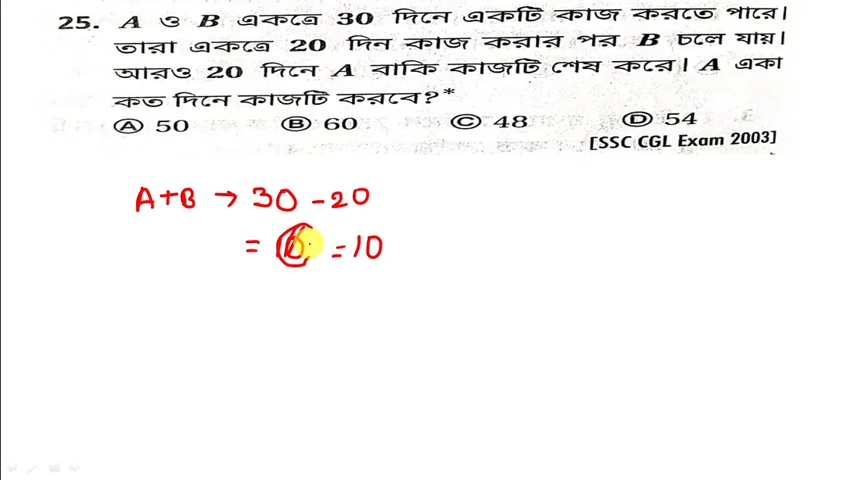 25. A ও B একত্রে 30 দিনে একটি কাজ করতে পারে।
তারা একত্রে 20 দিন কাজ করার পর B চলে যায়।
আরও 20 দিনে A বাকি কাজটি শেষ করে। A একা
কত দিনে কাজটি করবে?*
Ⓐ 50 Ⓑ 60 Ⓒ 48 Ⓓ 54
[SSC CGL Exam 2003]
A+B → 30 - 20
= 10 = 10